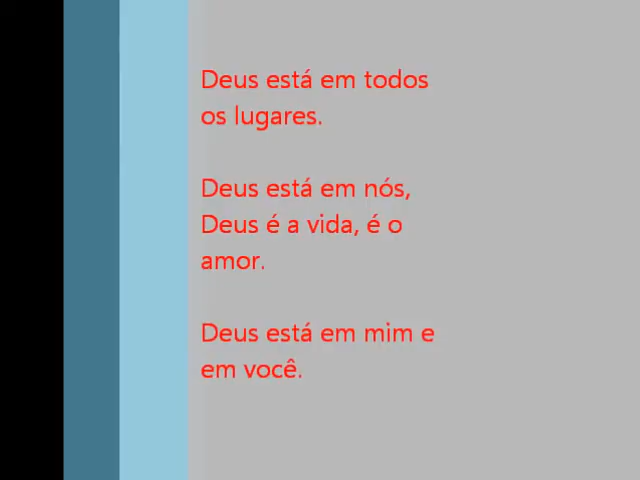 Deus está em todos
os lugares.
Deus está em nós,
Deus é a vida, é o
amor.
Deus está em mim e
em você.